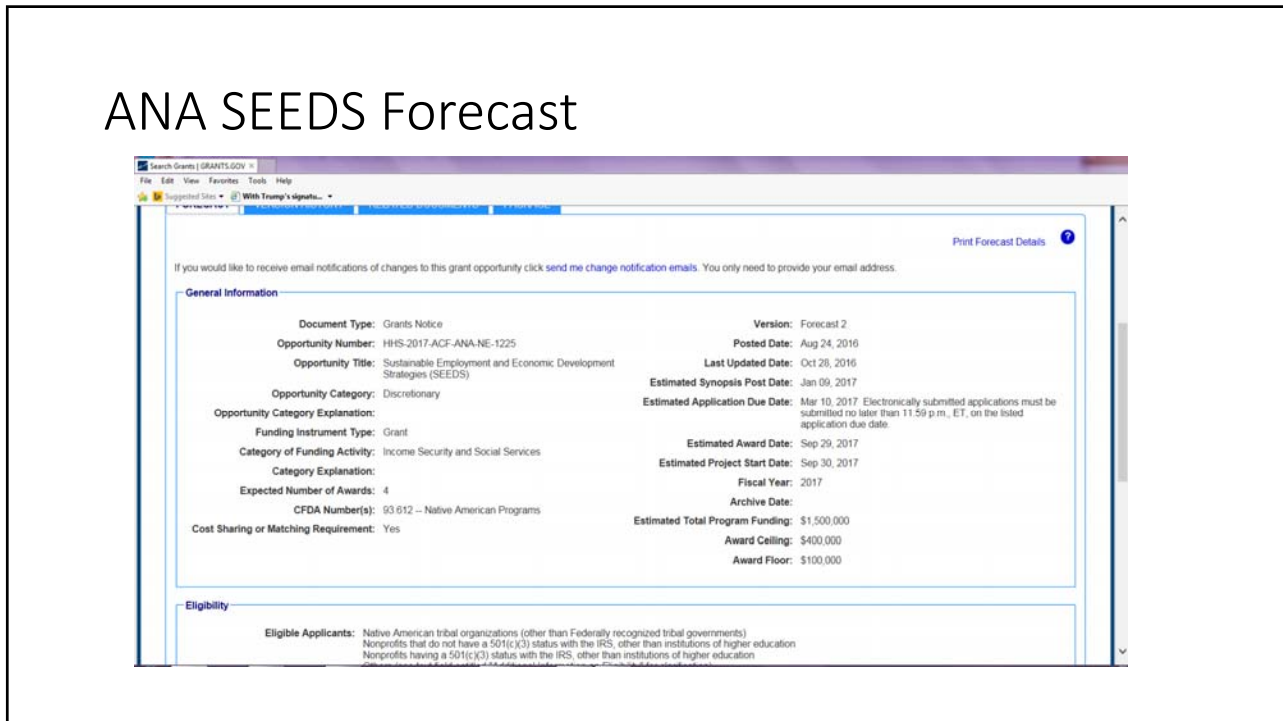 ANA SEEDS Forecast
Search Grants | GRANTS.GOV ×
File Edit View Favorites Tools Help
Suggested Sites ▾ With Trump's signatu... ▾
FORECAST VERSION HISTORY RELATED DOCUMENTS PACKAGE
Print Forecast Details ?
If you would like to receive email notifications of changes to this grant opportunity click send me change notification emails. You only need to provide your email address.
General Information
Document Type: Grants Notice
Opportunity Number: HHS-2017-ACF-ANA-NE-1225
Opportunity Title: Sustainable Employment and Economic Development
Strategies (SEEDS)
Opportunity Category: Discretionary
Opportunity Category Explanation:
Funding Instrument Type: Grant
Category of Funding Activity: Income Security and Social Services
Category Explanation:
Expected Number of Awards: 4
CFDA Number(s): 93.612 -- Native American Programs
Cost Sharing or Matching Requirement: Yes
Version: Forecast 2
Posted Date: Aug 24, 2016
Last Updated Date: Oct 28, 2016
Estimated Synopsis Post Date: Jan 09, 2017
Estimated Application Due Date: Mar 10, 2017 Electronically submitted applications must be
submitted no later than 11:59 p.m., ET, on the listed
application due date.
Estimated Award Date: Sep 29, 2017
Estimated Project Start Date: Sep 30, 2017
Fiscal Year: 2017
Archive Date:
Estimated Total Program Funding: $1,500,000
Award Ceiling: $400,000
Award Floor: $100,000
Eligibility
Eligible Applicants: Native American tribal organizations (other than Federally recognized tribal governments)
Nonprofits that do not have a 501(c)(3) status with the IRS, other than institutions of higher education
Nonprofits having a 501(c)(3) status with the IRS, other than institutions of higher education